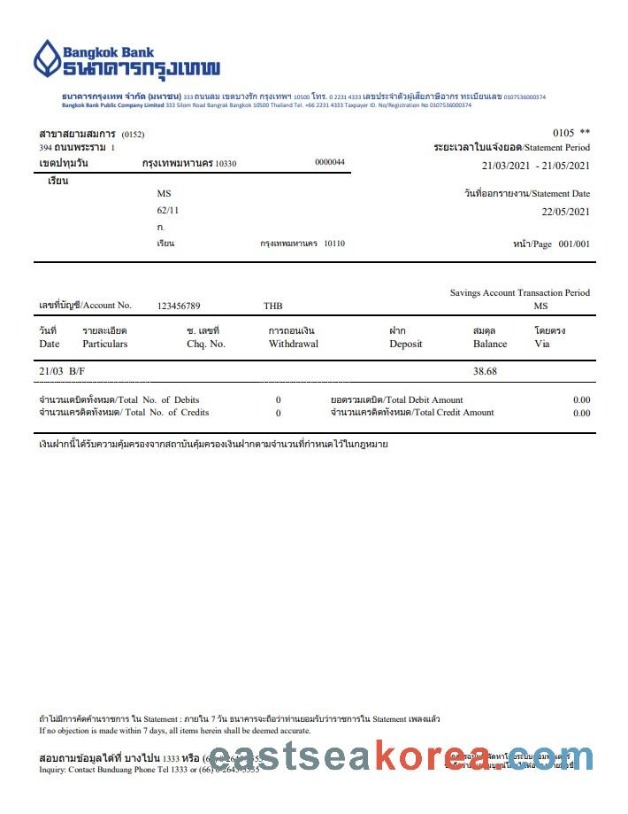 Bangkok Bank
ธนาคารกรุงเทพ
ธนาคารกรุงเทพ จำกัด (มหาชน) 333 ถนนสีลม เขตบางรัก กรุงเทพฯ 10500 โทร. 0 2231 4333 เลขประจำตัวผู้เสียภาษีอากร ทะเบียนเลข 0107536000374
Bangkok Bank Public Company Limited 333 Silom Road Bangrak Bangkok 10500 Thailand Tel. +66 2231 4333 Taxpayer ID. No/Registration No 0107536000374
สาขาสยามสมการ (0152) 0105 **
394 ถนนพระราม 1 ระยะเวลาใบแจ้งยอด/Statement Period
เขตปทุมวัน กรุงเทพมหานคร 10330 0000044 21/03/2021 - 21/05/2021
เรียน
MS วันที่ออกรายงาน/Statement Date
62/11 22/05/2021
ก.
เรียน กรุงเทพมหานคร 10110 หน้า/Page 001/001
Savings Account Transaction Period
เลขที่บัญชี/Account No. 123456789 THB MS
วันที่ รายละเอียด ช. เลขที่ การถอนเงิน ฝาก สมดุล โดยตรง
Date Particulars Chq. No. Withdrawal Deposit Balance Via
21/03 B/F 38.68
จำนวนเดบิตทั้งหมด/Total No. of Debits 0 ยอดรวมเดบิต/Total Debit Amount 0.00
จำนวนเครดิตทั้งหมด/ Total No. of Credits 0 จำนวนเครดิตทั้งหมด/Total Credit Amount 0.00
เงินฝากนี้ได้รับความคุ้มครองจากสถาบันคุ้มครองเงินฝากตามจำนวนที่กำหนดไว้ในกฎหมาย
ถ้าไม่มีการคัดค้านราชการ ใน Statement : ภายใน 7 วัน ธนาคารจะถือว่าท่านยอมรับว่าราชการใน Statement เพลงแล้ว
If no objection is made within 7 days, all items herein shall be deemed accurate.
สอบถามข้อมูลได้ที่ บางโปน 1333 หรือ
Inquiry: Contact Banduang Phone Tel 1333 or (66) 0-2645-5555
eastseakorea.com